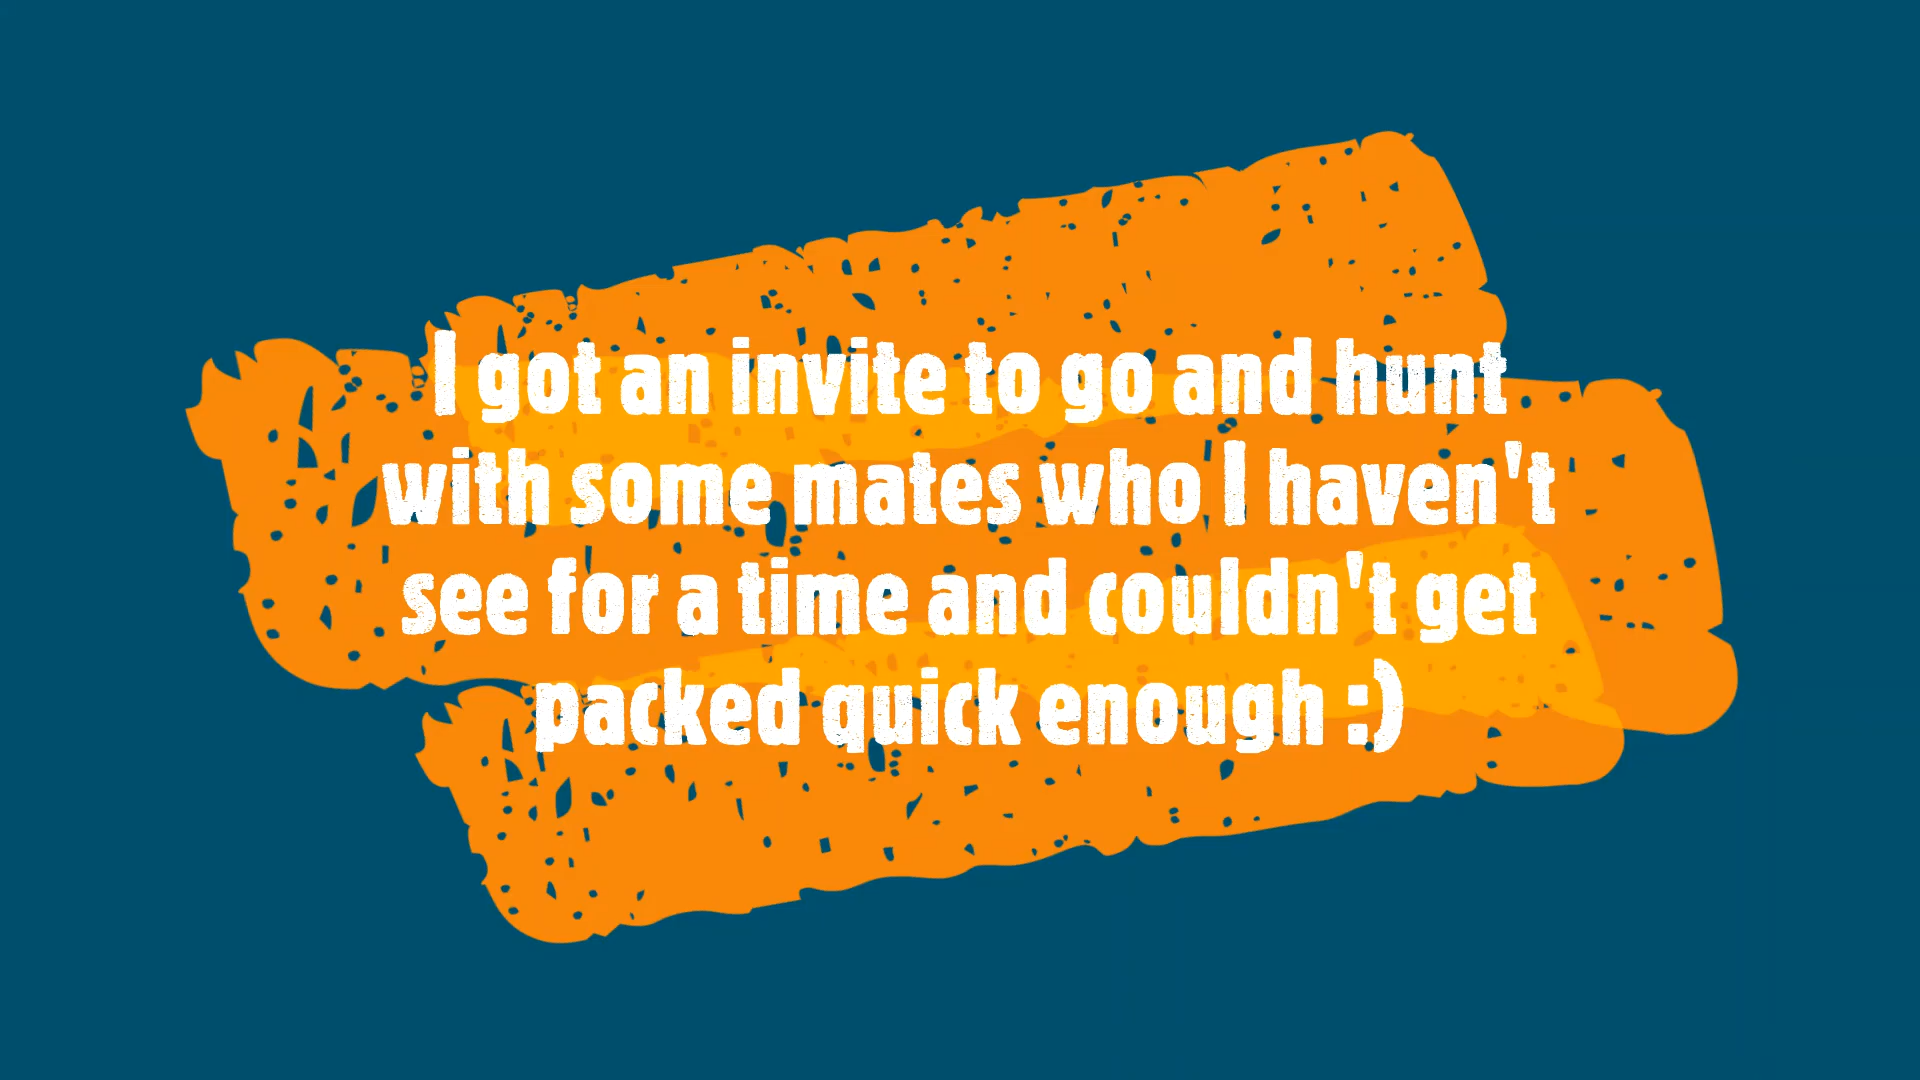 I got an invite to go and hunt
with some mates who I haven't
see for a time and couldn't get
packed quick enough :)